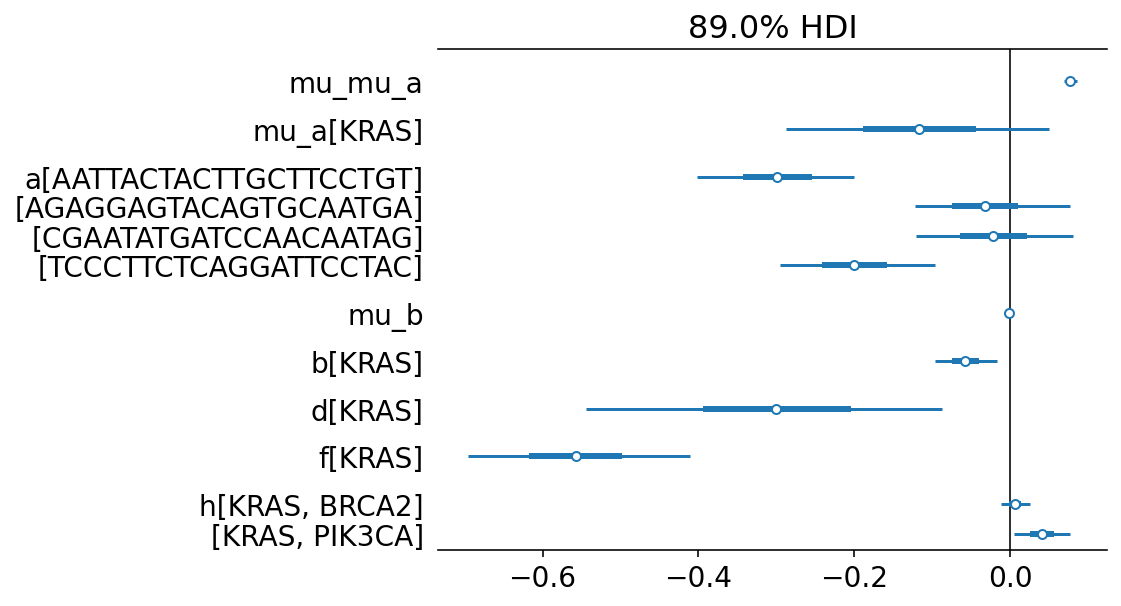 89.0% HDI
mu_mu_a
mu_a[KRAS]
a[AATTACTACTTGCTTCCTGT]
[AGAGGAGTACAGTGCAATGA]
[CGAATATGATCCAACAATAG]
[TCCCTTCTCAGGATTCCTAC]
mu_b
b[KRAS]
d[KRAS]
f[KRAS]
h[KRAS, BRCA2]
[KRAS, PIK3CA]
−0.6 −0.4 −0.2 0.0